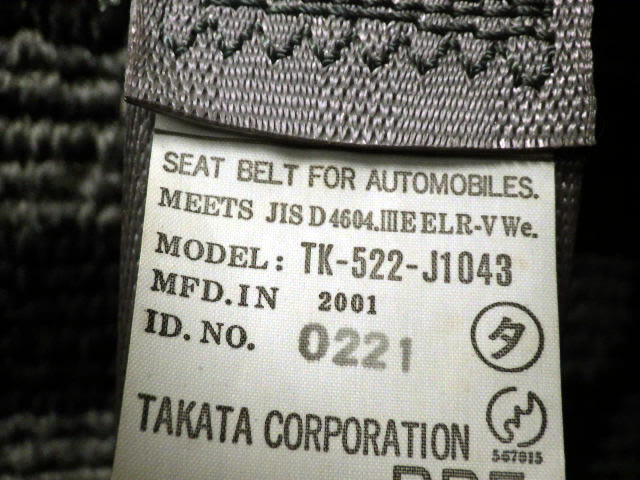 SEAT BELT FOR AUTOMOBILES.
MEETS JIS D 4604.IIIE ELR-V We.
MODEL: TK-522-J1043
MFD.IN 2001
ID. NO. 0221
タ
TAKATA CORPORATION
567915